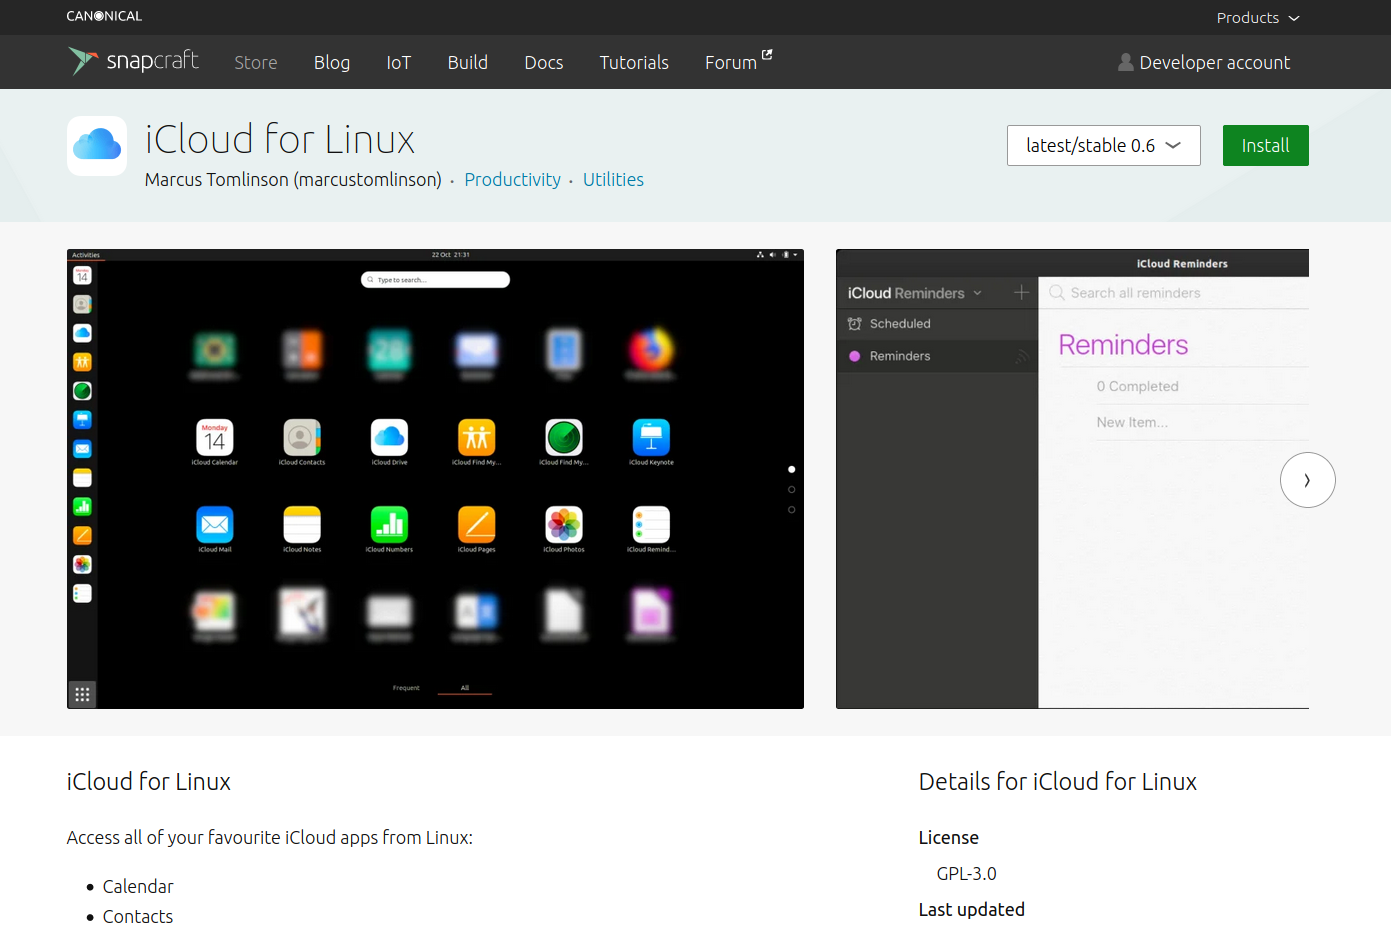 CANONICAL
Products
snapcraft
Store
Blog
IoT
Build
Docs
Tutorials
Forum
Developer account
iCloud for Linux
Marcus Tomlinson (marcustomlinson) · Productivity · Utilities
latest/stable 0.6
Install
Activities
22 Oct 21:31
Type to search...
Monday
14
iCloud Calendar
iCloud Contacts
iCloud Drive
iCloud Find My...
iCloud Find My...
iCloud Keynote
iCloud Mail
iCloud Notes
iCloud Numbers
iCloud Pages
iCloud Photos
iCloud Remind...
Frequent
All
iCloud Reminders
iCloud Reminders
Search all reminders
Scheduled
Reminders
Reminders
0 Completed
New Item...
iCloud for Linux
Access all of your favourite iCloud apps from Linux:
• Calendar
• Contacts
Details for iCloud for Linux
License
GPL-3.0
Last updated